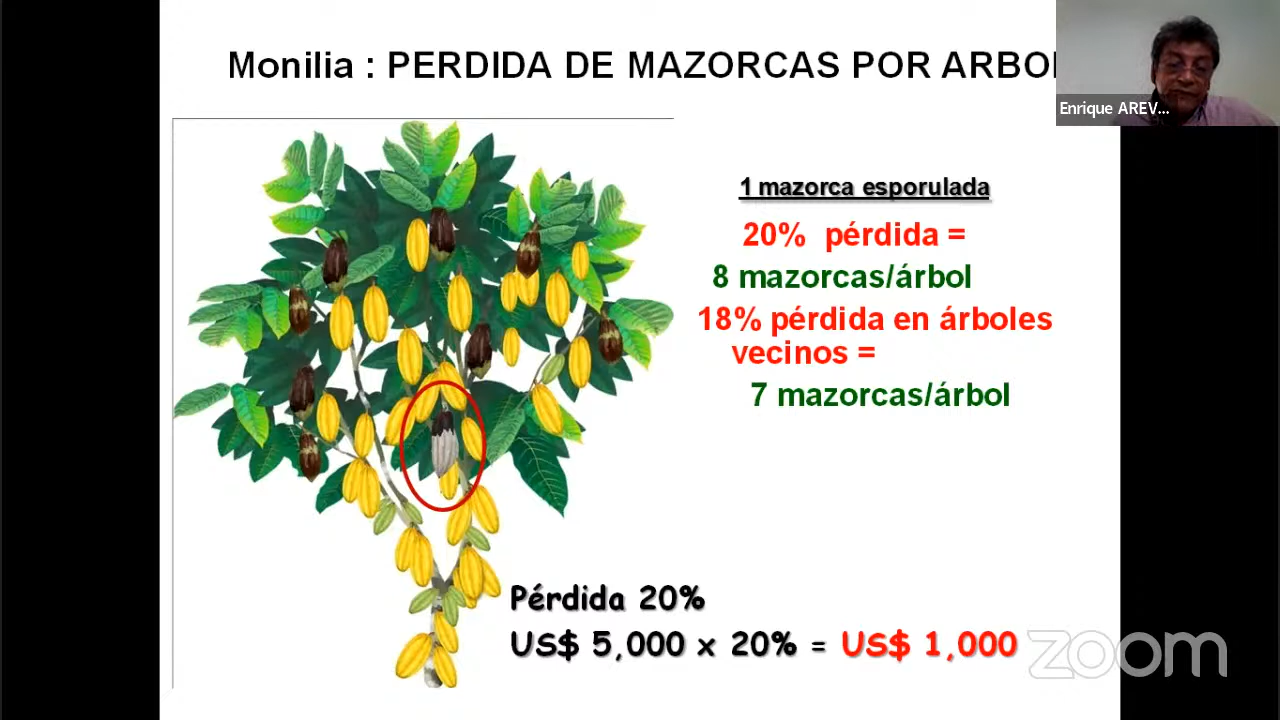 Monilia : PERDIDA DE MAZORCAS POR ARBOL
Enrique AREV...
1 mazorca esporulada
20% pérdida =
8 mazorcas/árbol
18% pérdida en árboles
vecinos =
7 mazorcas/árbol
Pérdida 20%
US$ 5,000 x 20% = US$ 1,000
zoom